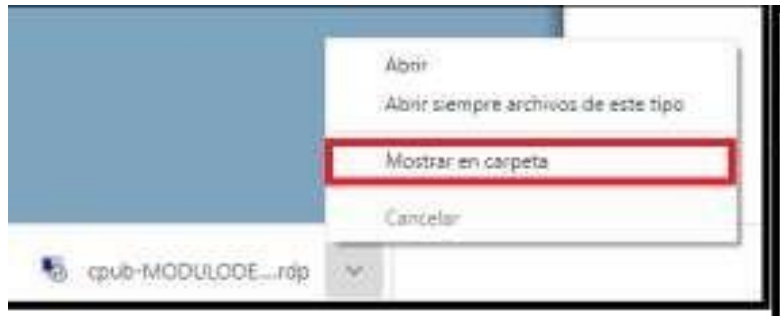 Abrir
Abrir siempre archivos de este tipo
Mostrar en carpeta
Cancelar
cpub-MODULODE....rdp